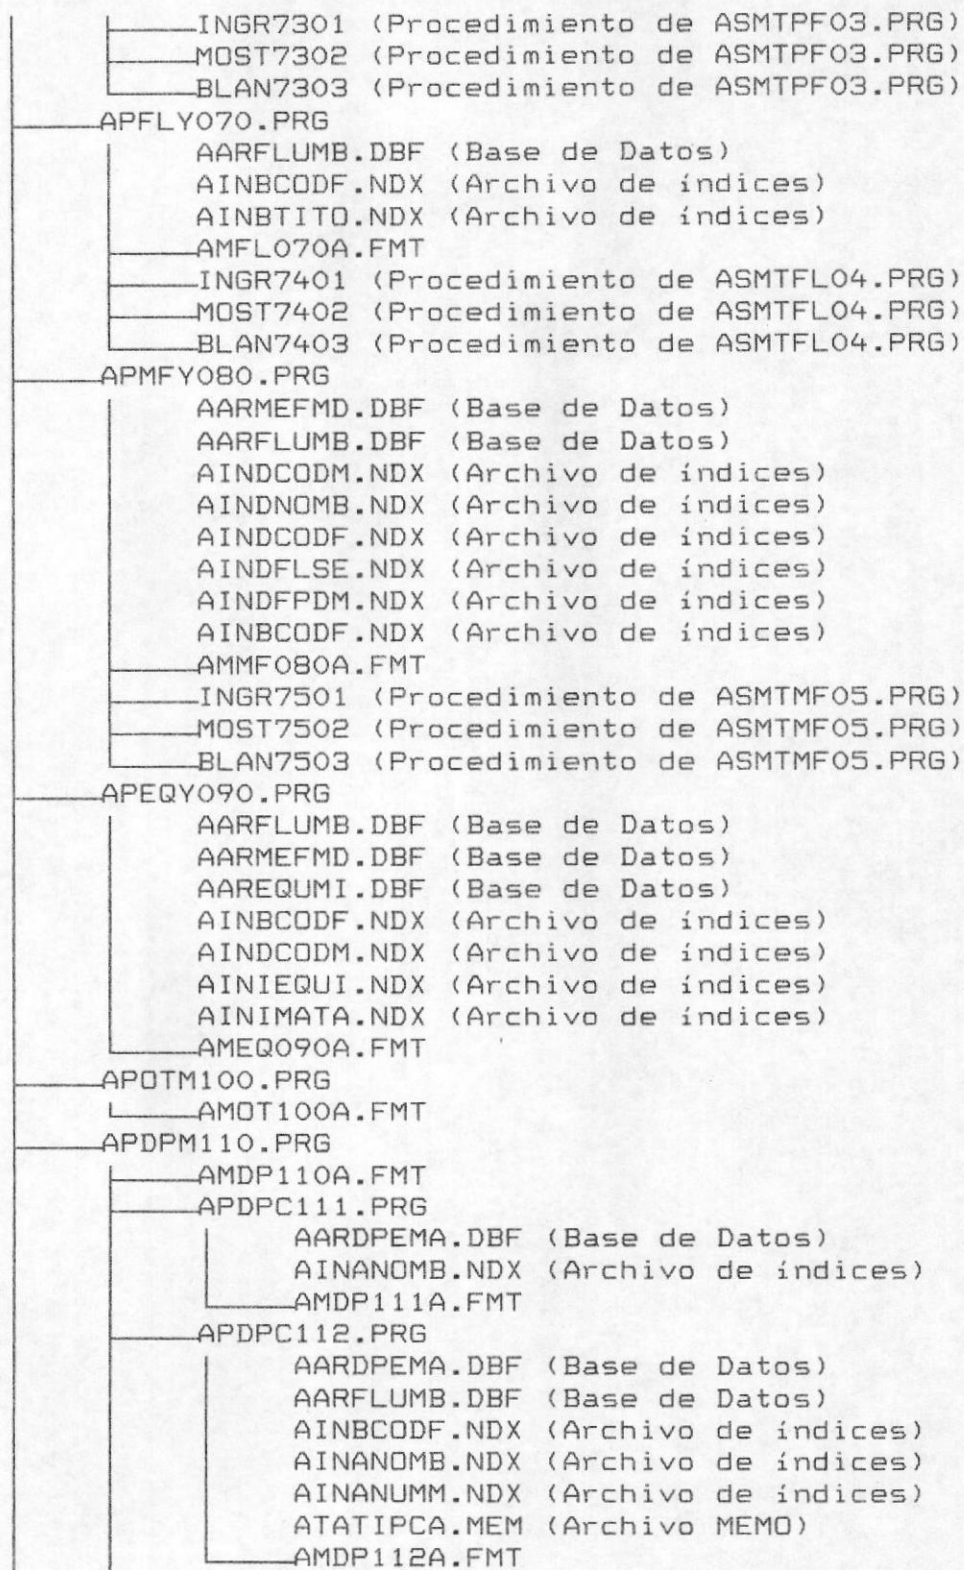 INGR7301 (Procedimiento de ASMTPF03.PRG)
MOST7302 (Procedimiento de ASMTPF03.PRG)
BLAN7303 (Procedimiento de ASMTPF03.PRG)
APFLY070.PRG
AARFLUMB.DBF (Base de Datos)
AINBCODF.NDX (Archivo de índices)
AINBTITO.NDX (Archivo de índices)
AMFL070A.FMT
INGR7401 (Procedimiento de ASMTFL04.PRG)
MOST7402 (Procedimiento de ASMTFL04.PRG)
BLAN7403 (Procedimiento de ASMTFL04.PRG)
APMFY080.PRG
AARMEFMD.DBF (Base de Datos)
AARFLUMB.DBF (Base de Datos)
AINDCODM.NDX (Archivo de índices)
AINDNOMB.NDX (Archivo de índices)
AINDCODF.NDX (Archivo de índices)
AINDFLSE.NDX (Archivo de índices)
AINDFPDM.NDX (Archivo de índices)
AINBCODF.NDX (Archivo de índices)
AMMF080A.FMT
INGR7501 (Procedimiento de ASMTMF05.PRG)
MOST7502 (Procedimiento de ASMTMF05.PRG)
BLAN7503 (Procedimiento de ASMTMF05.PRG)
APEQY090.PRG
AARFLUMB.DBF (Base de Datos)
AARMEFMD.DBF (Base de Datos)
AAREQUMI.DBF (Base de Datos)
AINBCODF.NDX (Archivo de índices)
AINDCODM.NDX (Archivo de índices)
AINIEQUI.NDX (Archivo de índices)
AINIMATA.NDX (Archivo de índices)
AMEQ090A.FMT
APOTM100.PRG
AMOT100A.FMT
APDPM110.PRG
AMDP110A.FMT
APDPC111.PRG
AARDPEMA.DBF (Base de Datos)
AINANOMB.NDX (Archivo de índices)
AMDP111A.FMT
APDPC112.PRG
AARDPEMA.DBF (Base de Datos)
AARFLUMB.DBF (Base de Datos)
AINBCODF.NDX (Archivo de índices)
AINANOMB.NDX (Archivo de índices)
AINANUMM.NDX (Archivo de índices)
ATATIPCA.MEM (Archivo MEMO)
AMDP112A.FMT